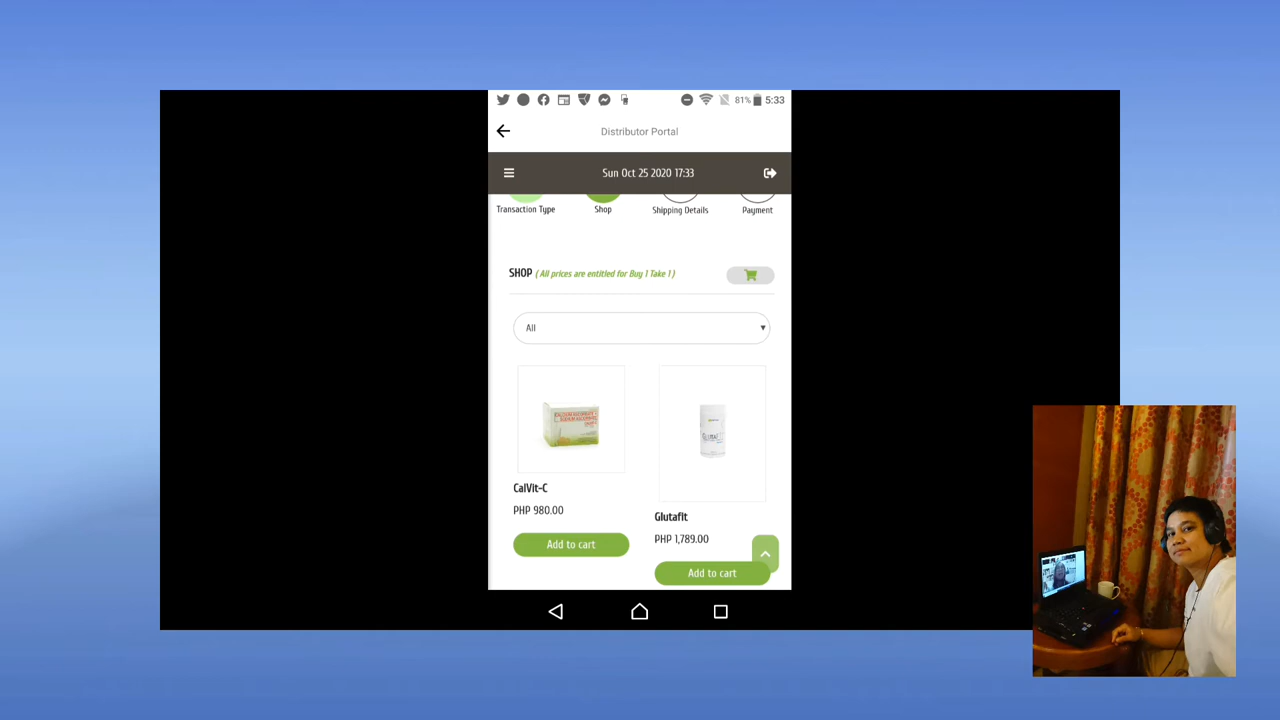 81% 5:33
Distributor Portal
Sun Oct 25 2020 17:33
Transaction Type Shop Shipping Details Payment
SHOP ( All prices are entitled for Buy 1 Take 1 )
All
CalVit-C
PHP 980.00
Add to cart
Glutafit
PHP 1,789.00
Add to cart